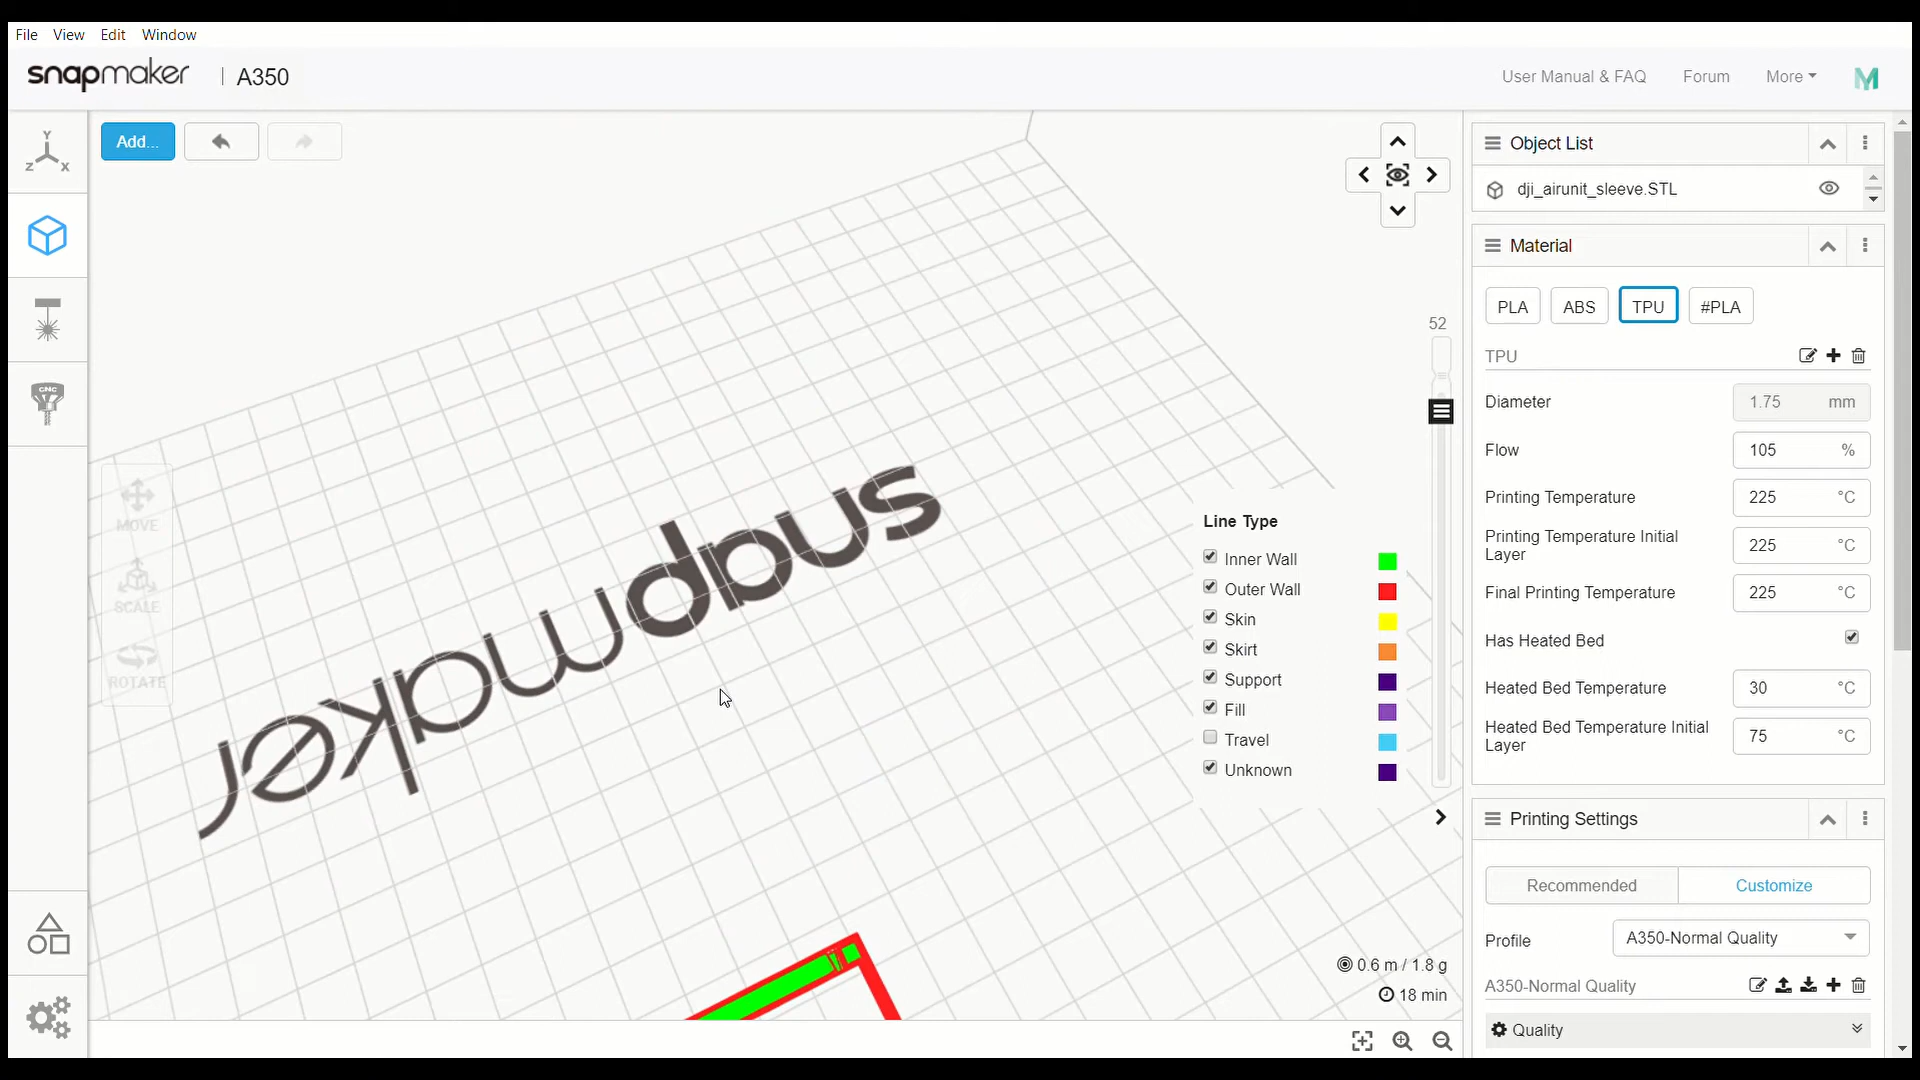 File View Edit Window
snapmaker | A350
User Manual & FAQ Forum More
Add...
Object List
dji_airunit_sleeve.STL
Material
PLA ABS TPU #PLA
TPU
Diameter 1.75 mm
Flow 105 %
Printing Temperature 225 °C
Printing Temperature Initial
Layer 225 °C
Final Printing Temperature 225 °C
Has Heated Bed
Heated Bed Temperature 30 °C
Heated Bed Temperature Initial
Layer 75 °C
Printing Settings
Recommended Customize
Profile A350-Normal Quality
A350-Normal Quality
Quality
Y
Z X
CNC
MOVE
SCALE
ROTATE
snapmaker
52
Line Type
Inner Wall
Outer Wall
Skin
Skirt
Support
Fill
Travel
Unknown
0.6 m / 1.8 g
18 min